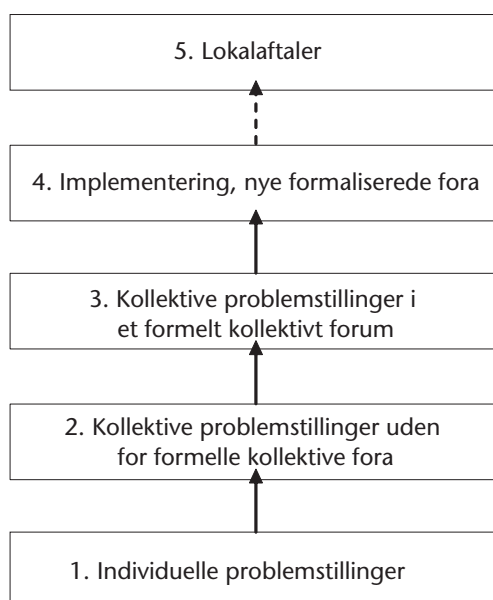 5. Lokalaftaler
4. Implementering, nye formaliserede fora
3. Kollektive problemstillinger i
et formelt kollektivt forum
2. Kollektive problemstillinger uden
for formelle kollektive fora
1. Individuelle problemstillinger